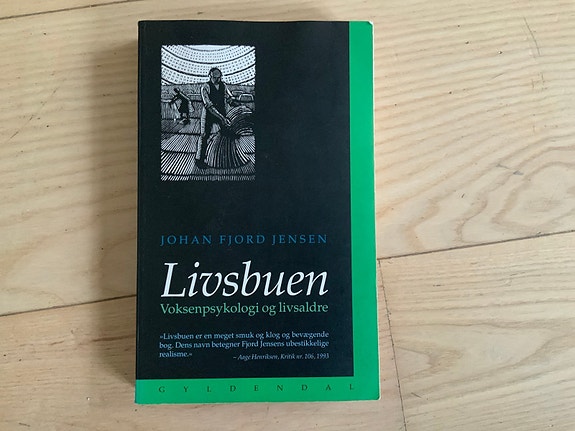 JOHAN FJORD JENSEN
Livsbuen
Voksenpsykologi og livsaldre
»Livsbuen er en meget smuk og klog og bevægende
bog. Dens navn betegner Fjord Jensens ubestikkelige
realisme.«
– Aage Henriksen, Kritik nr. 106, 1993
GYLDENDAL